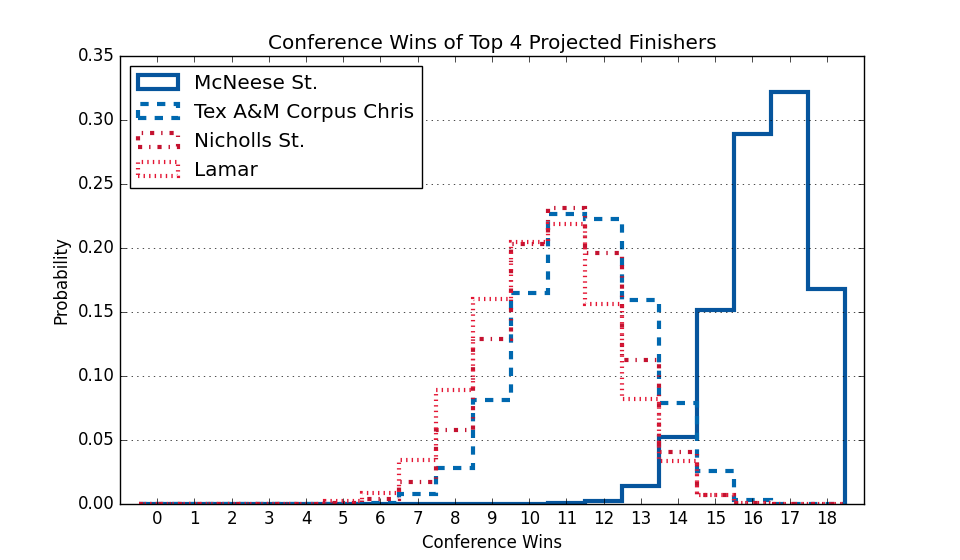 Conference Wins of Top 4 Projected Finishers
McNeese St.
Tex A&M Corpus Chris
Nicholls St.
Lamar
Probability
0.35
0.30
0.25
0.20
0.15
0.10
0.05
0.00
0 1 2 3 4 5 6 7 8 9 10 11 12 13 14 15 16 17 18
Conference Wins